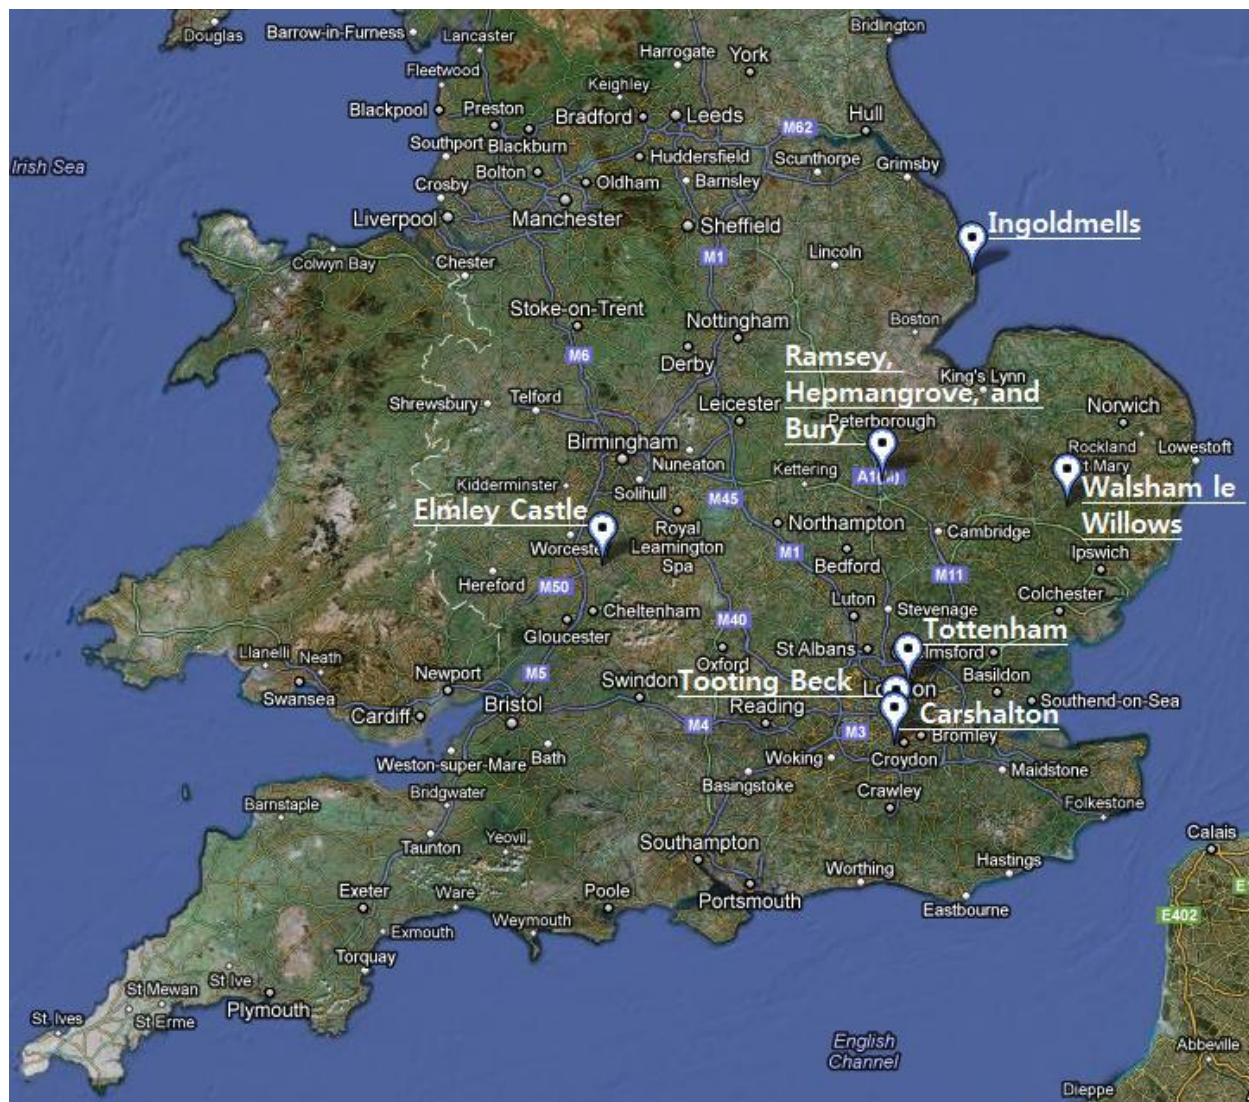 Douglas
Barrow-in-Furness
Lancaster
Bridlington
Harrogate
York
Fleetwood
Keighley
Blackpool
Preston
Bradford
Leeds
Hull
M62
Southport
Blackburn
Huddersfield
Scunthorpe
Grimsby
Irish Sea
Bolton
Oldham
Barnsley
Crosby
Liverpool
Manchester
Sheffield
Ingoldmells
Colwyn Bay
Chester
M1
Lincoln
Stoke-on-Trent
Nottingham
Boston
M6
Derby
Ramsey,
Hepmangrove, and
Bury
King's Lynn
Shrewsbury
Telford
Leicester
Norwich
Peterborough
Birmingham
Nuneaton
Kettering
Rockland
Lowestoft
t Mary
A1(M)
Kidderminster
Solihull
M45
Walsham le
Willows
Elmley Castle
Royal
Leamington
Spa
Northampton
Cambridge
Worceste
M1
Bedford
Ipswich
Hereford
M50
M11
Colchester
Cheltenham
Luton
Stevenage
Gloucester
M40
Tottenham
St Albans
lmsford
Llanelli
Neath
Newport
M5
Oxford
Swindon
Tooting Beck
Lo
on
Basildon
Swansea
Cardiff
Bristol
Reading
Carshalton
Southend-on-Sea
M4
M3
Bromley
Weston-super-Mare
Bath
Woking
Croydon
Maidstone
Basingstoke
Barnstaple
Bridgwater
Crawley
Folkestone
Taunton
Yeovil
Southampton
Calais
Worthing
Hastings
Exeter
Ware
Poole
Portsmouth
Eastbourne
E
E402
Exmouth
Weymouth
Torquay
St Ive
St Mewan
Plymouth
St. Ives
St Erme
English
Channel
Abbeville
Dieppe